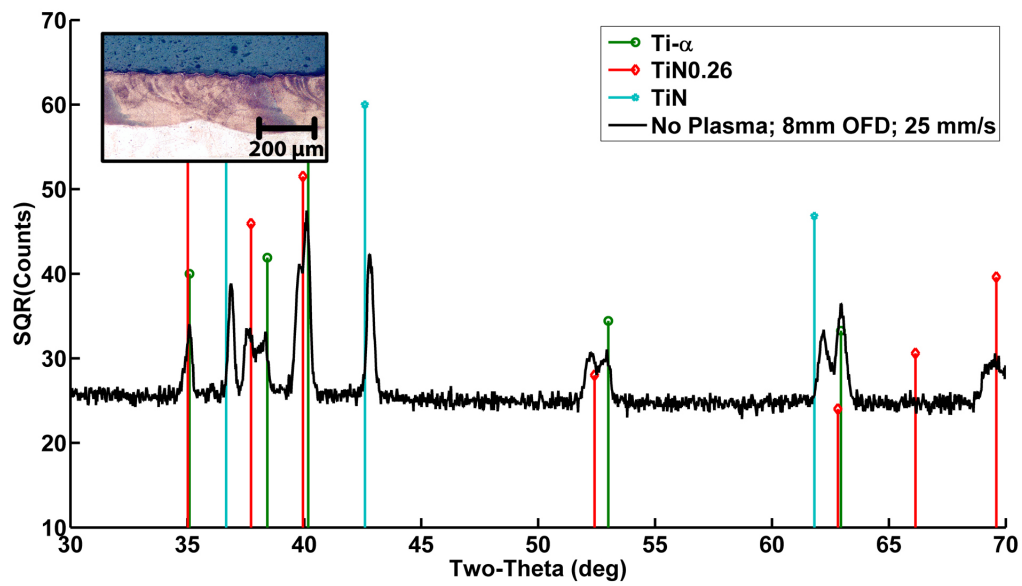 70
60
50
40
30
20
10
SQR(Counts)
200 µm
Ti-α
TiN0.26
TiN
No Plasma; 8mm OFD; 25 mm/s
30 35 40 45 50 55 60 65 70
Two-Theta (deg)